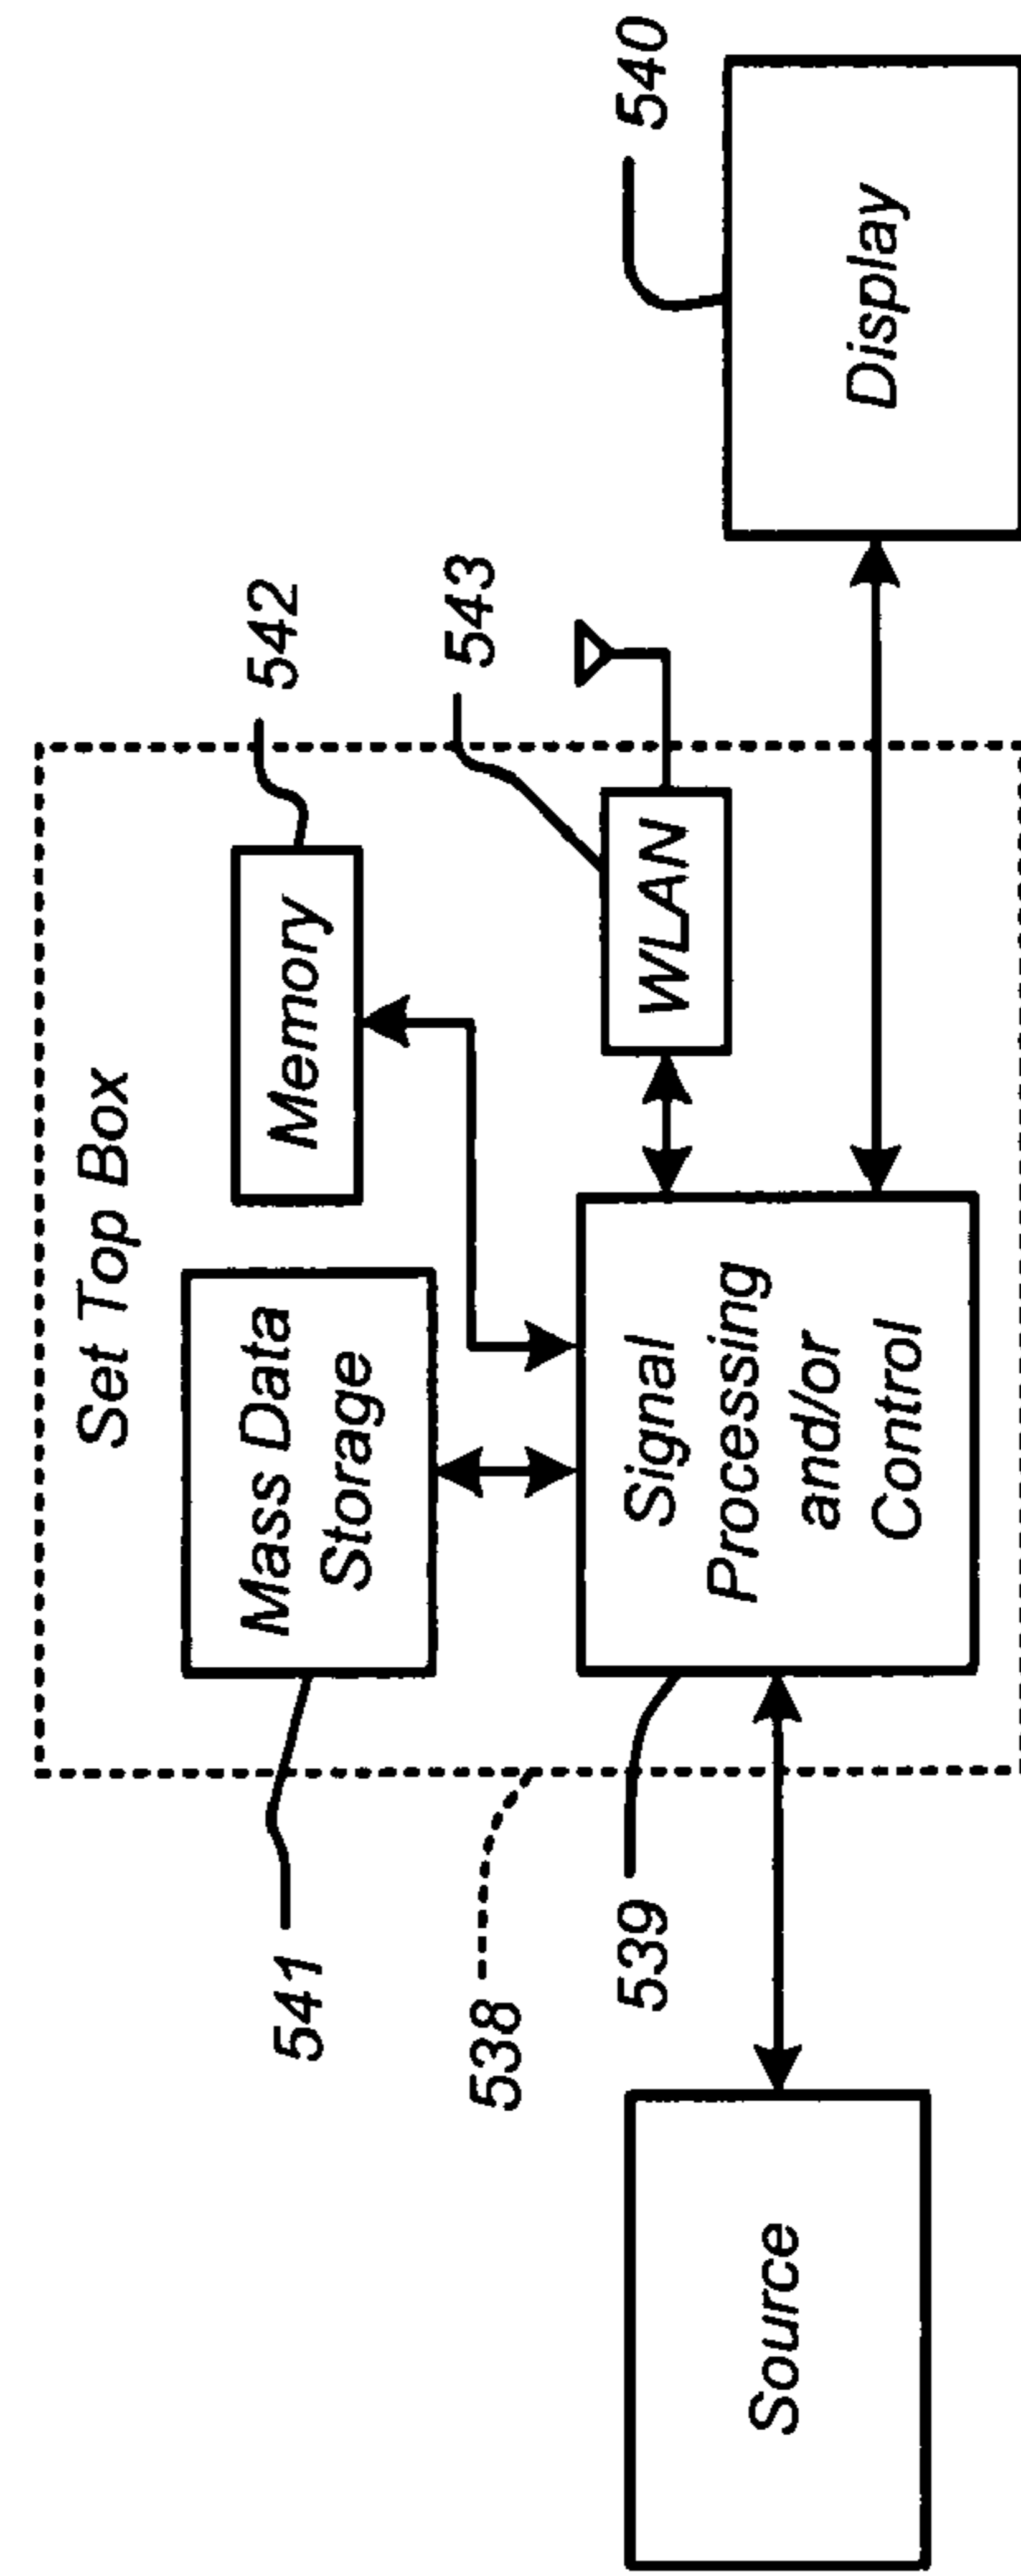 Set Top Box
541
Mass Data
Storage
Memory
542
538
543
539
Signal
Processing
and/or
Control
WLAN
540
Source
Display